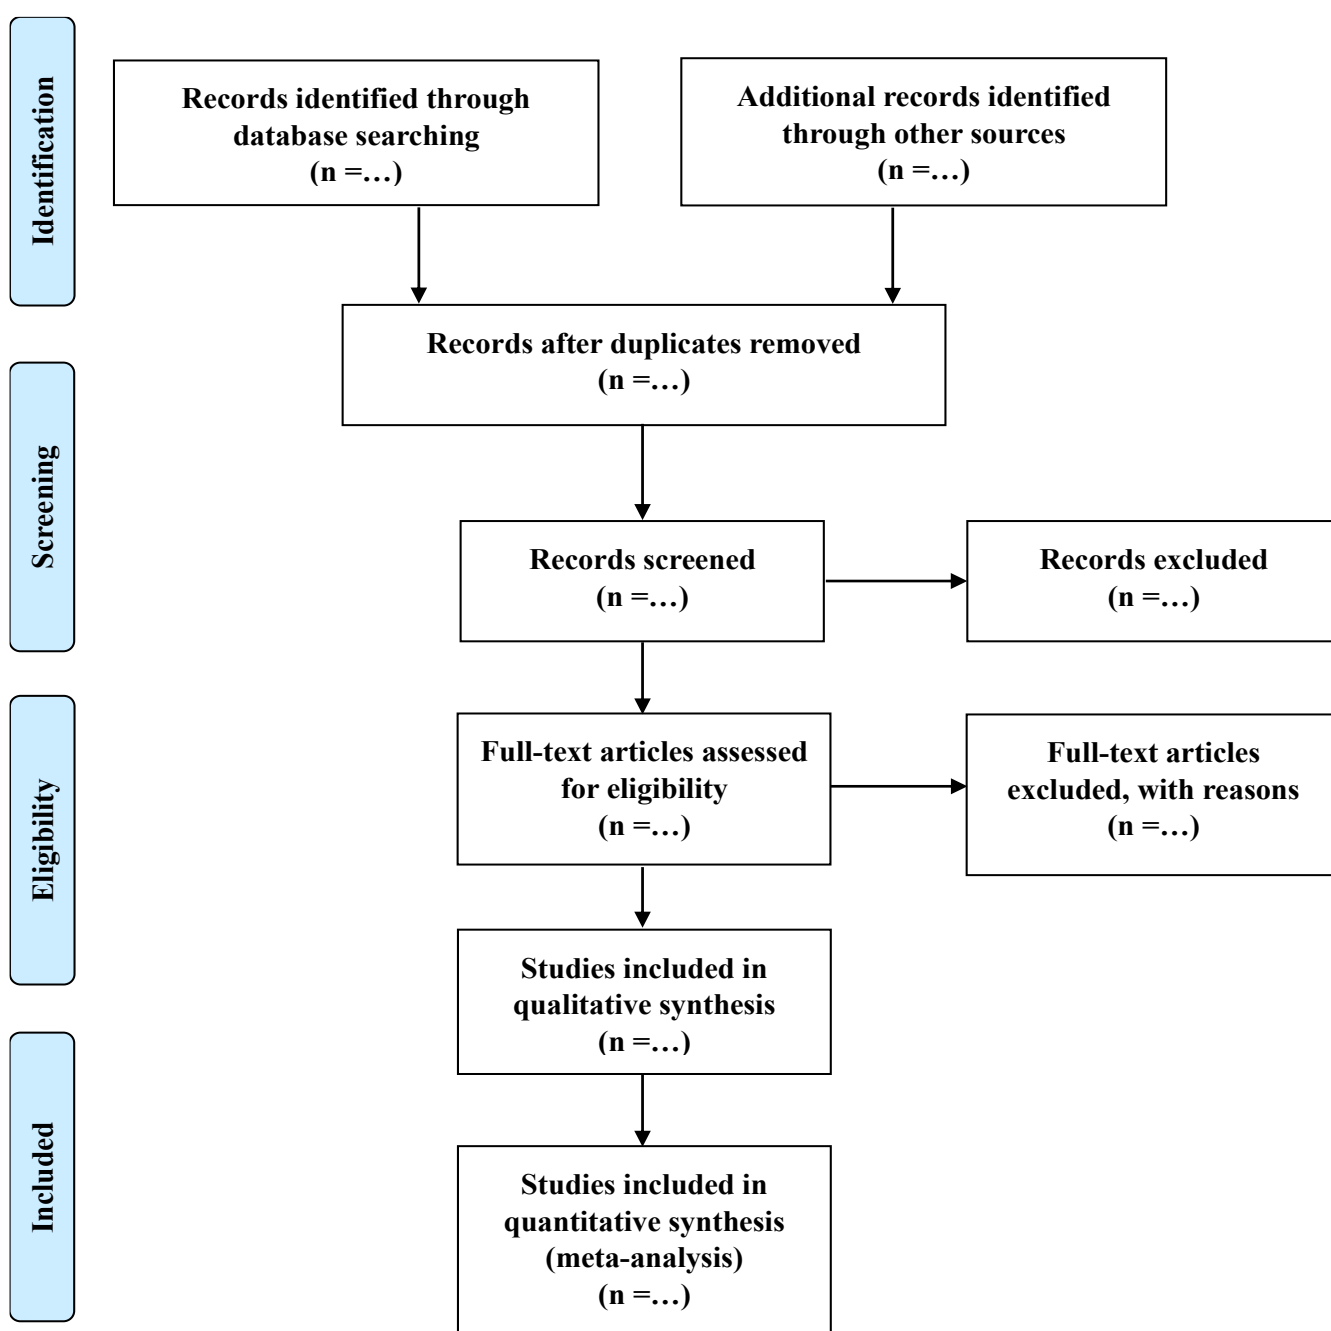 Identification
Records identified through
database searching
(n =…)
Additional records identified
through other sources
(n =…)
Records after duplicates removed
(n =…)
Screening
Records screened
(n =…)
Records excluded
(n =…)
Eligibility
Full-text articles assessed
for eligibility
(n =…)
Full-text articles
excluded, with reasons
(n =…)
Studies included in
qualitative synthesis
(n =…)
Included
Studies included in
quantitative synthesis
(meta-analysis)
(n =…)